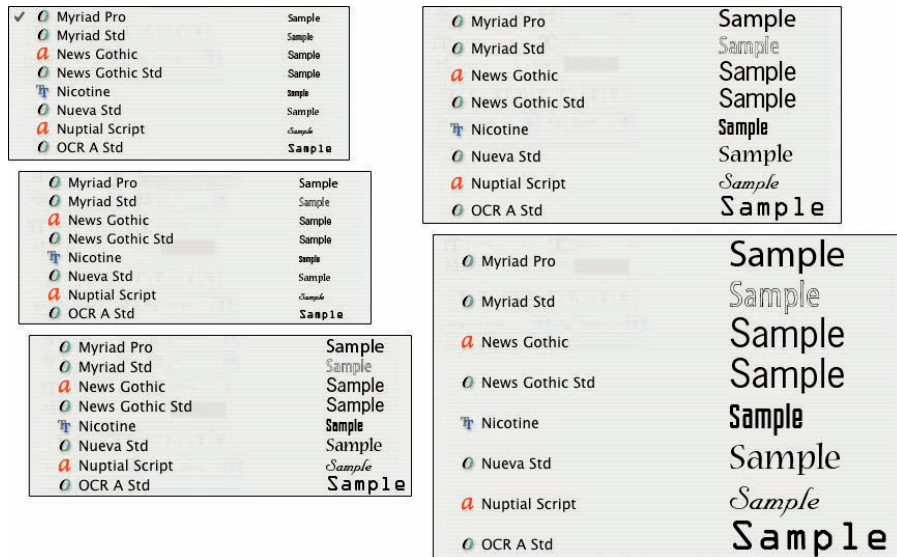 ✓ Myriad Pro Sample
Myriad Std Sample
News Gothic Sample
News Gothic Std Sample
Nicotine Sample
Nueva Std Sample
Nuptial Script Sample
OCR A Std Sample
Myriad Pro Sample
Myriad Std Sample
News Gothic Sample
News Gothic Std Sample
Nicotine Sample
Nueva Std Sample
Nuptial Script Sample
OCR A Std Sample
Myriad Pro Sample
Myriad Std Sample
News Gothic Sample
News Gothic Std Sample
Nicotine Sample
Nueva Std Sample
Nuptial Script Sample
OCR A Std Sample
Myriad Pro Sample
Myriad Std Sample
News Gothic Sample
News Gothic Std Sample
Nicotine Sample
Nueva Std Sample
Nuptial Script Sample
OCR A Std Sample
Myriad Pro Sample
Myriad Std Sample
News Gothic Sample
News Gothic Std Sample
Nicotine Sample
Nueva Std Sample
Nuptial Script Sample
OCR A Std Sample